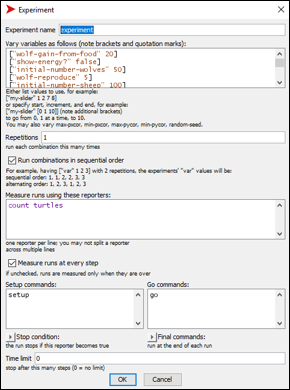 Experiment
Experiment name experiment
Vary variables as follows (note brackets and quotation marks):
["wolf-gain-from-food" 20]
["show-energy?" false]
["initial-number-wolves" 50]
["wolf-reproduce" 5]
["initial-number-sheep" 100]
Either list values to use, for example:
["my-slider" 1 2 7 8]
or specify start, increment, and end, for example:
["my-slider" [0 1 10]] (note additional brackets)
to go from 0, 1 at a time, to 10.
You may also vary max-pxcor, min-pxcor, max-pycor, min-pycor, random-seed.
Repetitions 1
run each combination this many times
Run combinations in sequential order
For example, having ["var" 1 2 3] with 2 repetitions, the experiments' "var" values will be:
sequential order: 1, 1, 2, 2, 3, 3
alternating order: 1, 2, 3, 1, 2, 3
Measure runs using these reporters:
count turtles
one reporter per line; you may not split a reporter
across multiple lines
Measure runs at every step
if unchecked, runs are measured only when they are over
Setup commands: Go commands:
setup go
Stop condition: Final commands:
the run stops if this reporter becomes true run at the end of each run
Time limit 0
stop after this many steps (0 = no limit)
OK Cancel